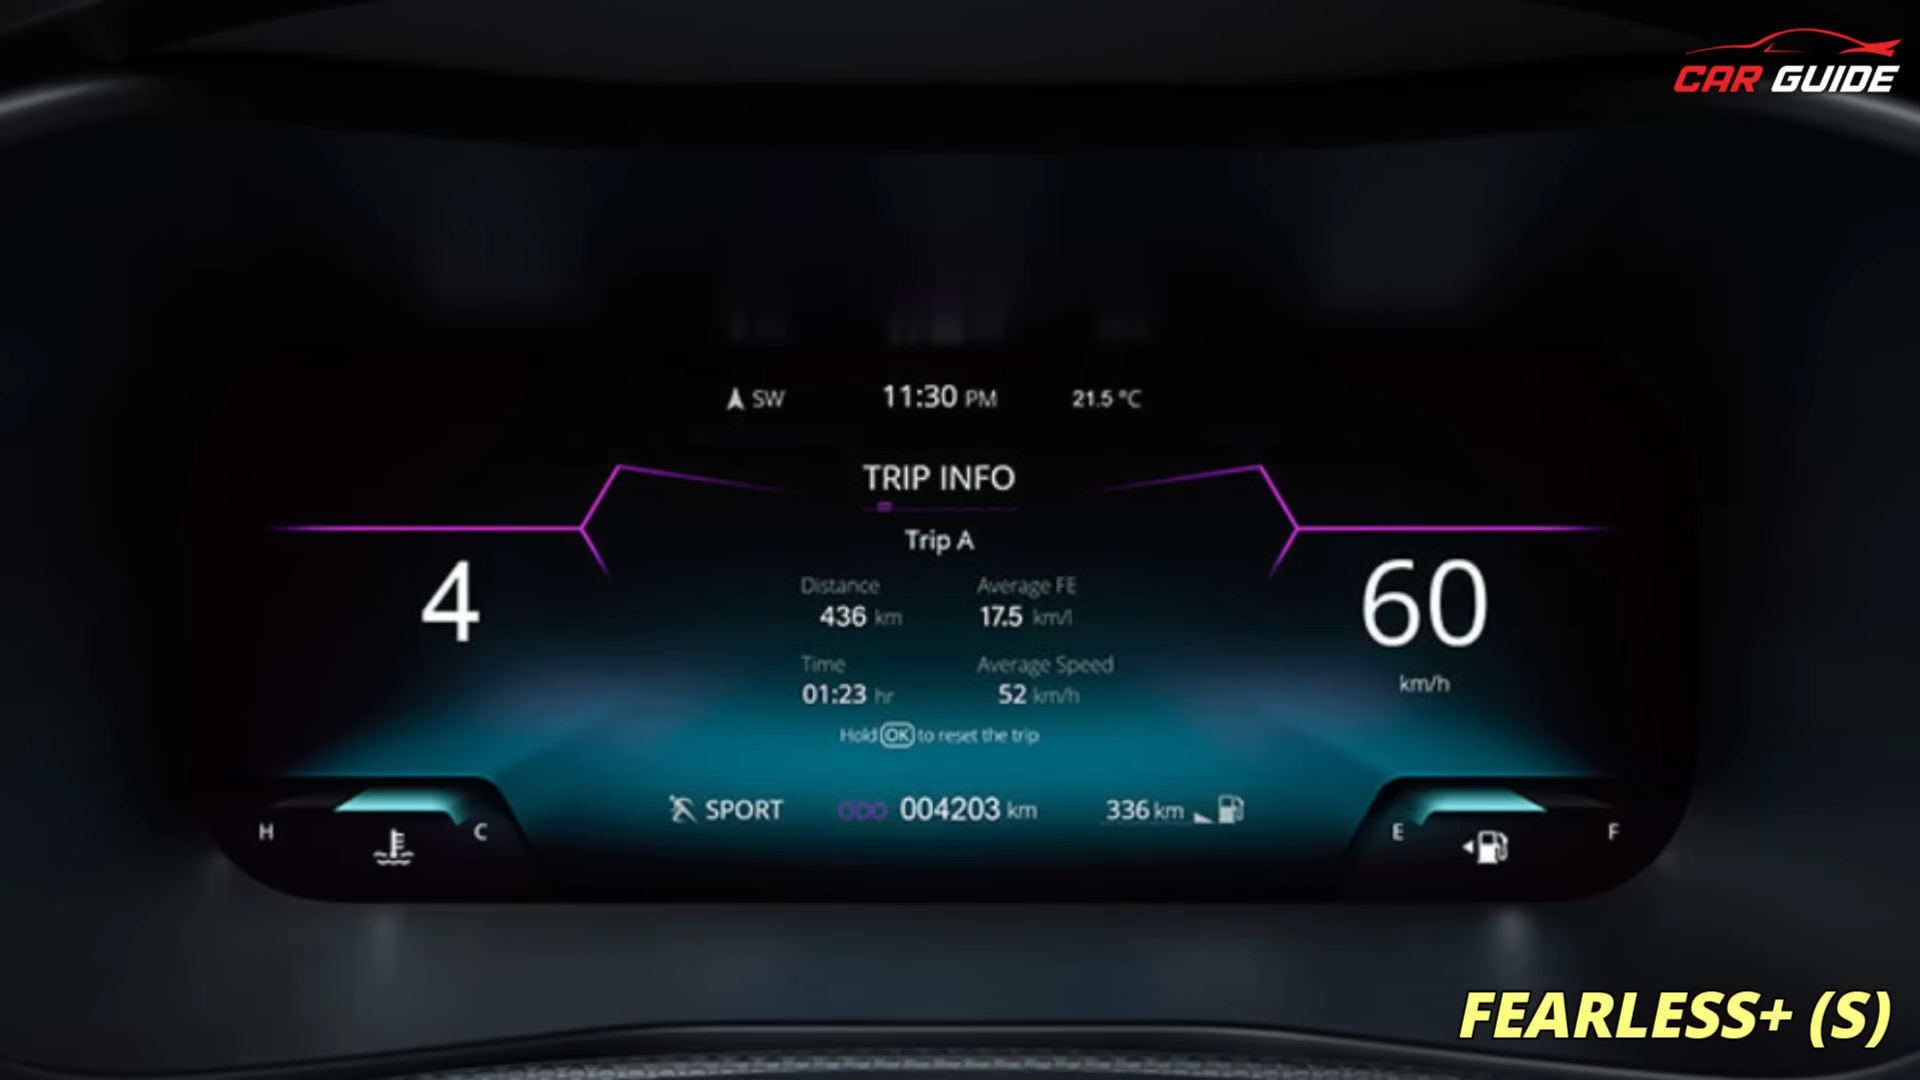 CAR GUIDE
SW 11:30 PM 21.5 °C
TRIP INFO
Trip A
Distance Average FE
436 km 17.5 km/l
4 60
km/h
Time Average Speed
01:23 hr 52 km/h
Hold OK to reset the trip
SPORT ODO 004203 km 336 km
H C E F
FEARLESS+ (S)